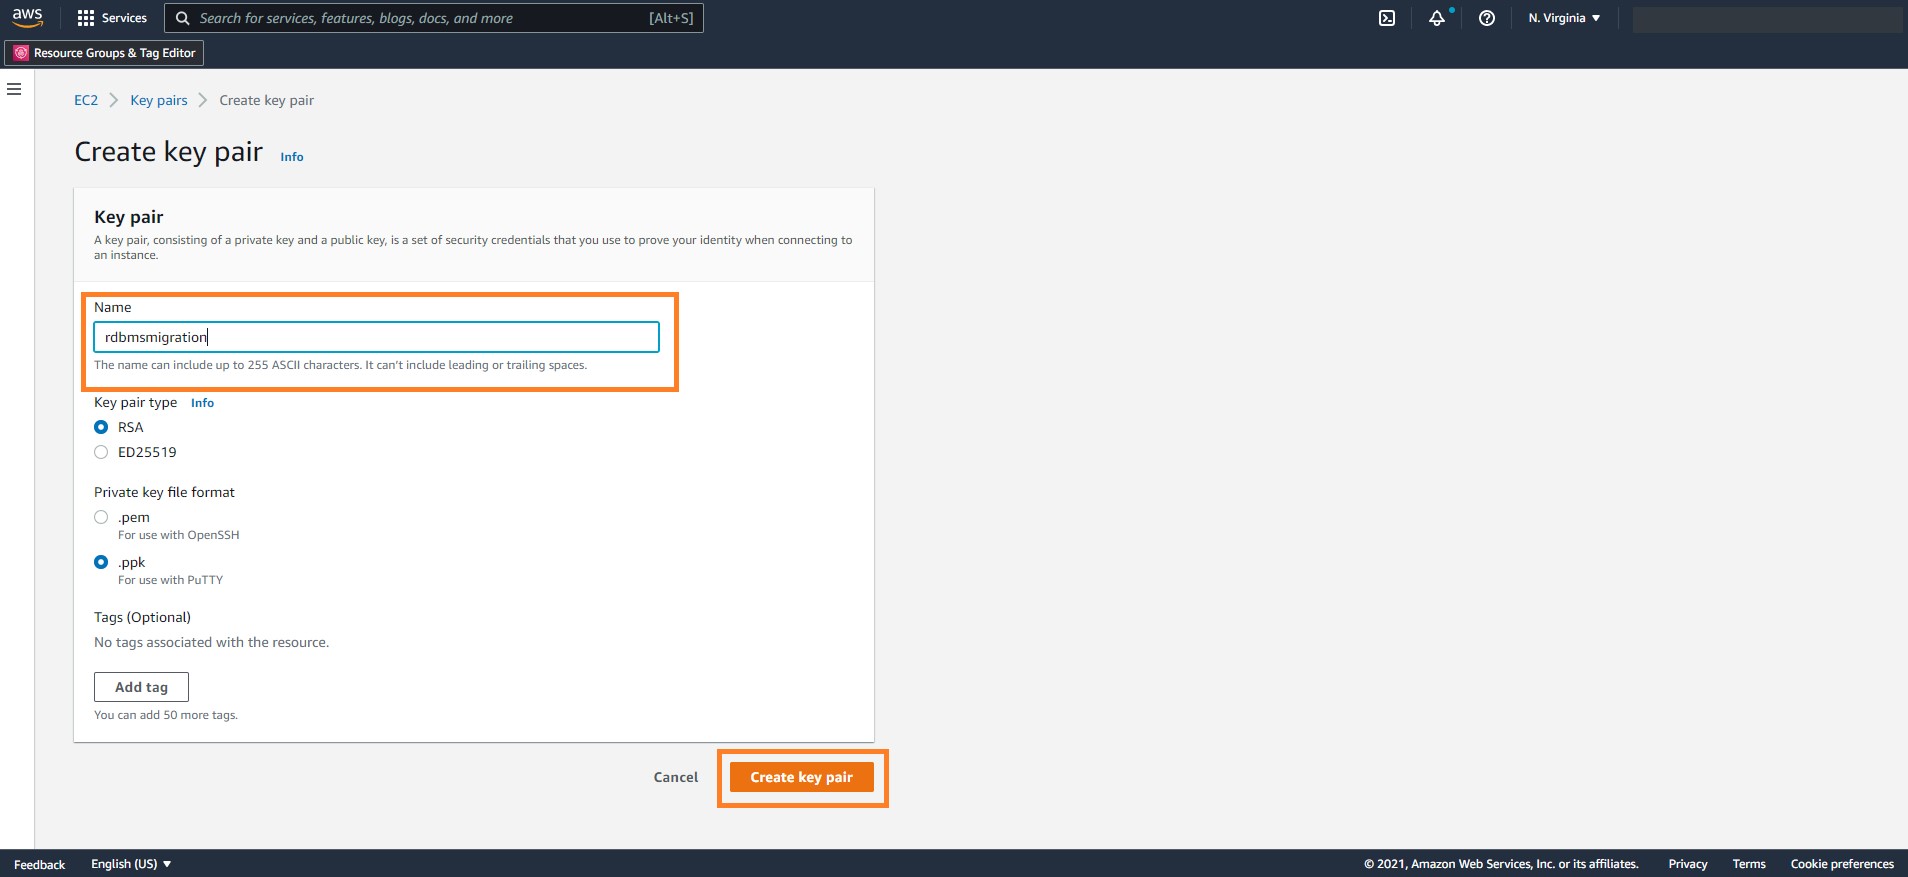 aws
Services
Search for services, features, blogs, docs, and more [Alt+S]
N. Virginia
Resource Groups & Tag Editor
EC2 Key pairs Create key pair
Create key pair Info
Key pair
A key pair, consisting of a private key and a public key, is a set of security credentials that you use to prove your identity when connecting to
an instance.
Name
rdbmsmigration
The name can include up to 255 ASCII characters. It can't include leading or trailing spaces.
Key pair type Info
RSA
ED25519
Private key file format
.pem
For use with OpenSSH
.ppk
For use with PuTTY
Tags (Optional)
No tags associated with the resource.
Add tag
You can add 50 more tags.
Cancel Create key pair
Feedback English (US) © 2021, Amazon Web Services, Inc. or its affiliates. Privacy Terms Cookie preferences